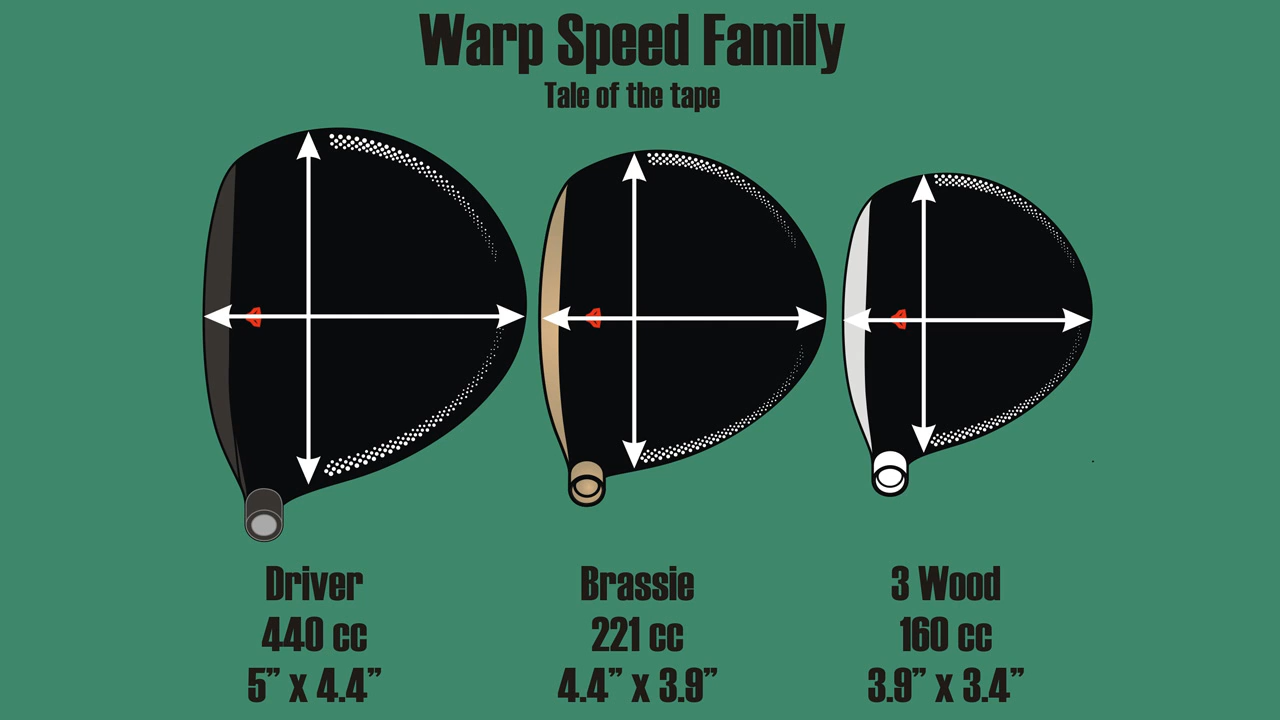 Warp Speed Family
Tale of the tape
Driver
440 cc
5” x 4.4”
Brassie
221 cc
4.4” x 3.9”
3 Wood
160 cc
3.9” x 3.4”